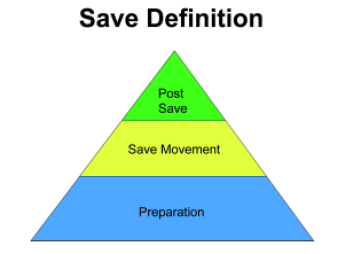 Save Definition
Post
Save
Save Movement
Preparation